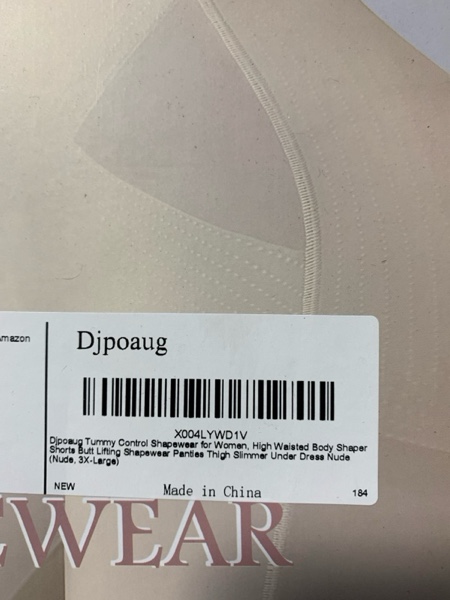 Amazon
Djpoaug
X004LYWD1V
Djpoaug Tummy Control Shapewear for Women, High Waisted Body Shaper
Shorts Butt Lifting Shapewear Panties Thigh Slimmer Under Dress Nude
(Nude, 3X-Large)
NEW
Made in China
184
EWEAR